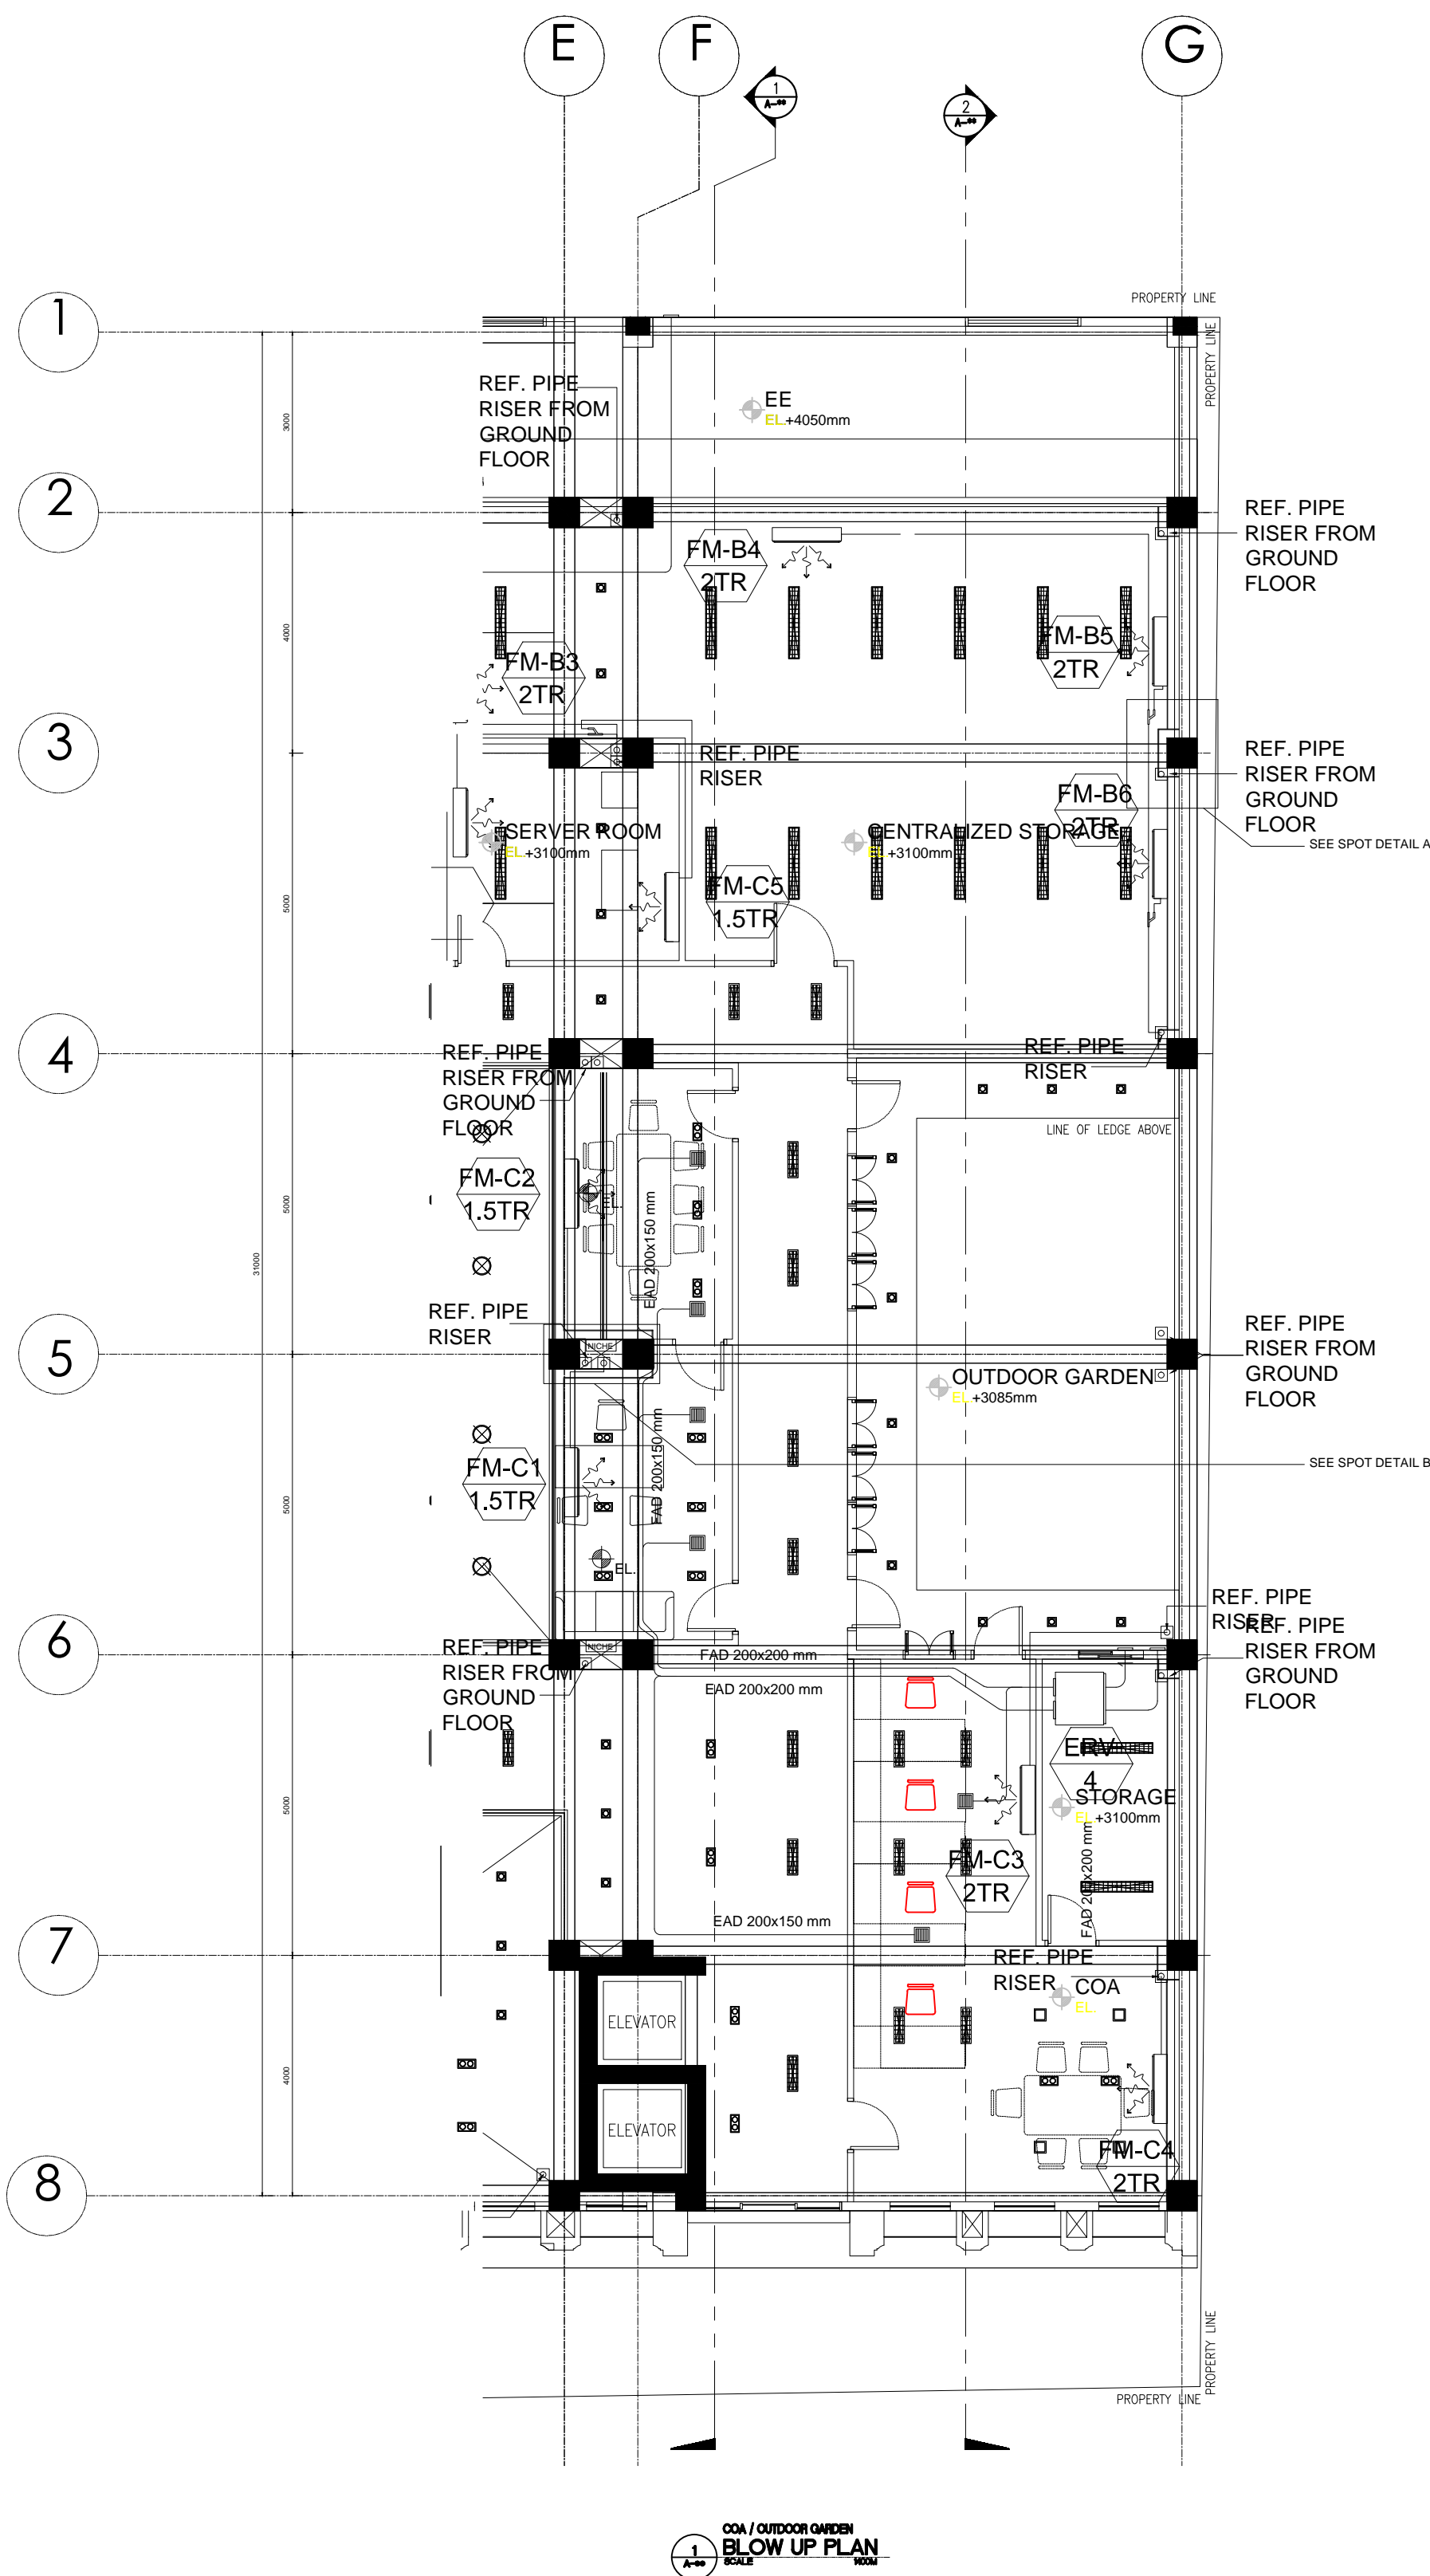 E
F
G
1
A-**
2
A-**
PROPERTY LINE
PROPERTY LINE
1
REF. PIPE
RISER FROM
GROUND
FLOOR
EE
EL.+4050mm
3000
2
REF. PIPE
RISER FROM
GROUND
FLOOR
FM-B4
2TR
4000
FM-B5
2TR
FM-B3
2TR
3
REF. PIPE
RISER
REF. PIPE
RISER FROM
GROUND
FLOOR
FM-B6
2TR
SERVER ROOM
EL.+3100mm
CENTRALIZED STORAGE
EL.+3100mm
SEE SPOT DETAIL A
FM-C5
1.5TR
5000
4
REF. PIPE
RISER FROM
GROUND
FLOOR
REF. PIPE
RISER
LINE OF LEDGE ABOVE
FM-C2
1.5TR
EL.
EAD 200x150 mm
5000
31000
REF. PIPE
RISER
5
NICHE
REF. PIPE
RISER FROM
GROUND
FLOOR
OUTDOOR GARDEN
EL.+3085mm
SEE SPOT DETAIL B
FM-C1
1.5TR
EAD 200x150 mm
5000
EL.
REF. PIPE
RISER
6
NICHE
REF. PIPE
RISER FROM
GROUND
FLOOR
REF. PIPE
RISER FROM
GROUND
FLOOR
FAD 200x200 mm
EAD 200x200 mm
ERV
4
STORAGE
EL.+3100mm
5000
FM-C3
2TR
FAD 200x200 mm
EAD 200x150 mm
7
REF. PIPE
RISER
COA
EL.
ELEVATOR
4000
ELEVATOR
FM-C4
2TR
8
PROPERTY LINE
PROPERTY LINE
1
A-**
COA / OUTDOOR GARDEN
BLOW UP PLAN
SCALE